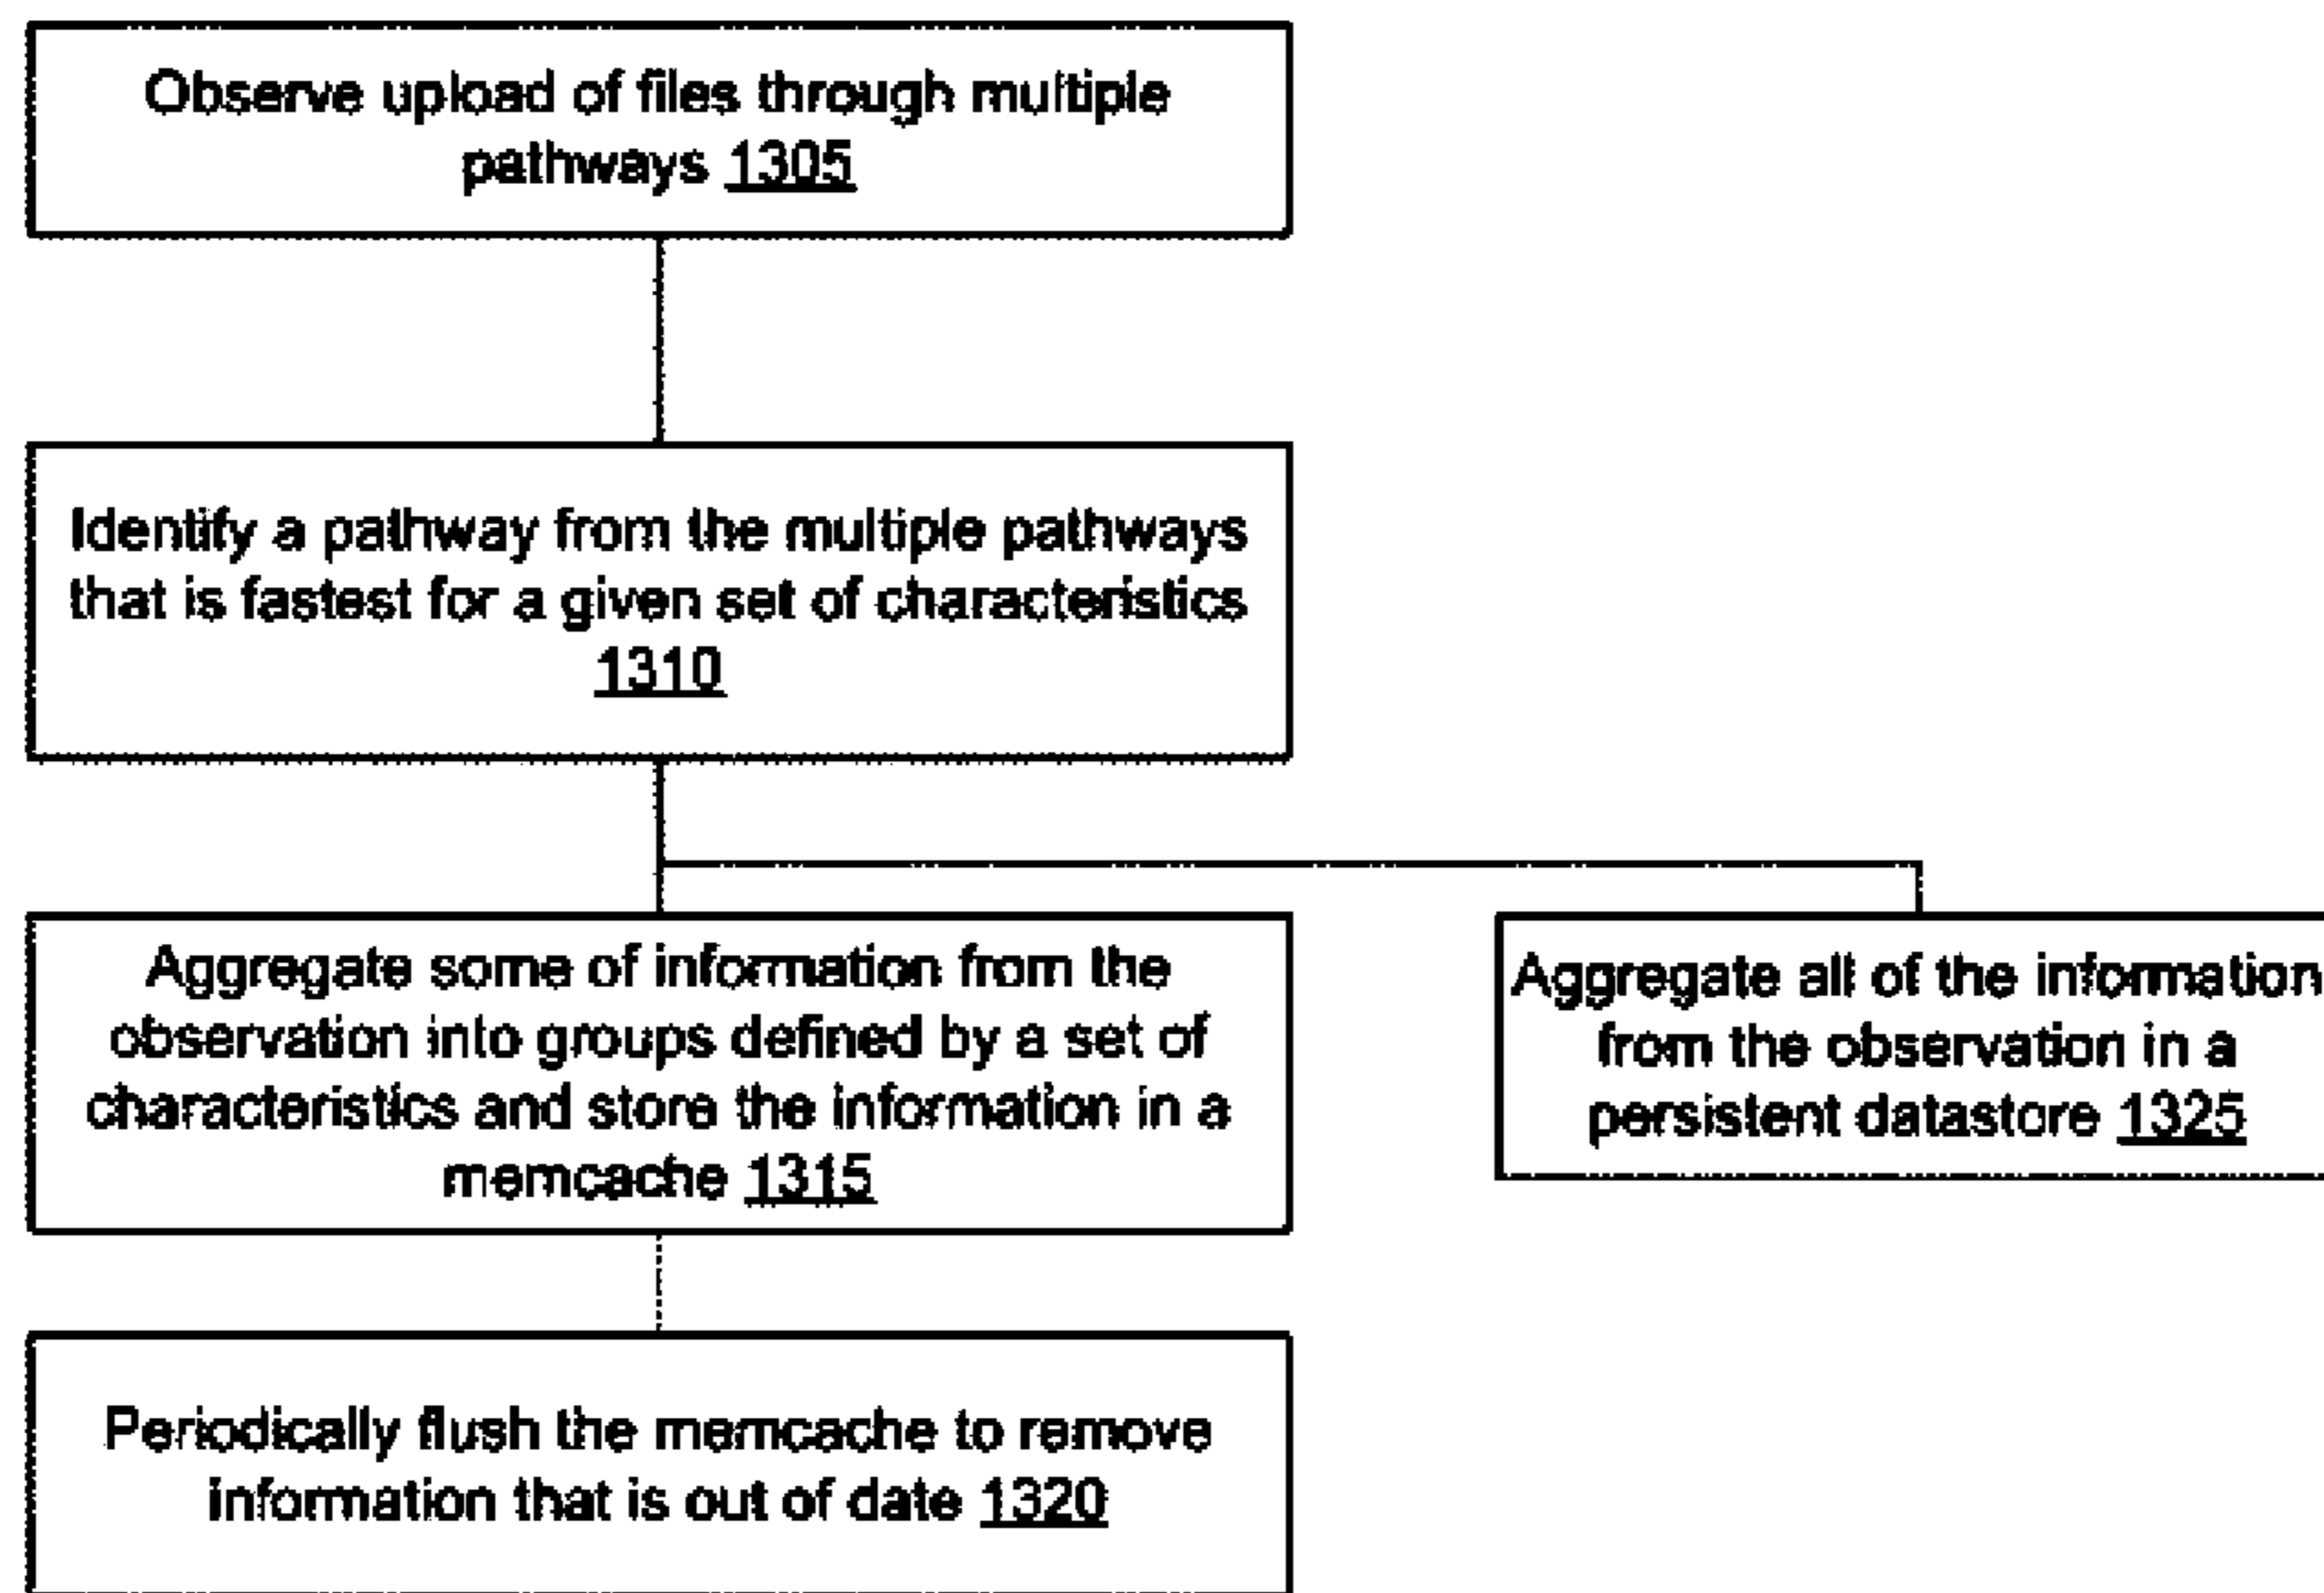 Observe upload of files through multiple
pathways 1305
Identify a pathway from the multiple pathways
that is fastest for a given set of characteristics
1310
Aggregate some of information from the
observation into groups defined by a set of
characteristics and store the information in a
memcache 1315
Aggregate all of the information
from the observation in a
persistent datastore 1325
Periodically flush the memcache to remove
information that is out of date 1320